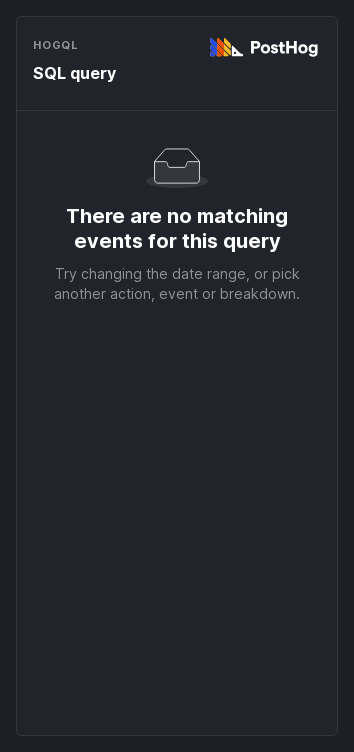 HOGQL
PostHog
SQL query
There are no matching
events for this query
Try changing the date range, or pick
another action, event or breakdown.